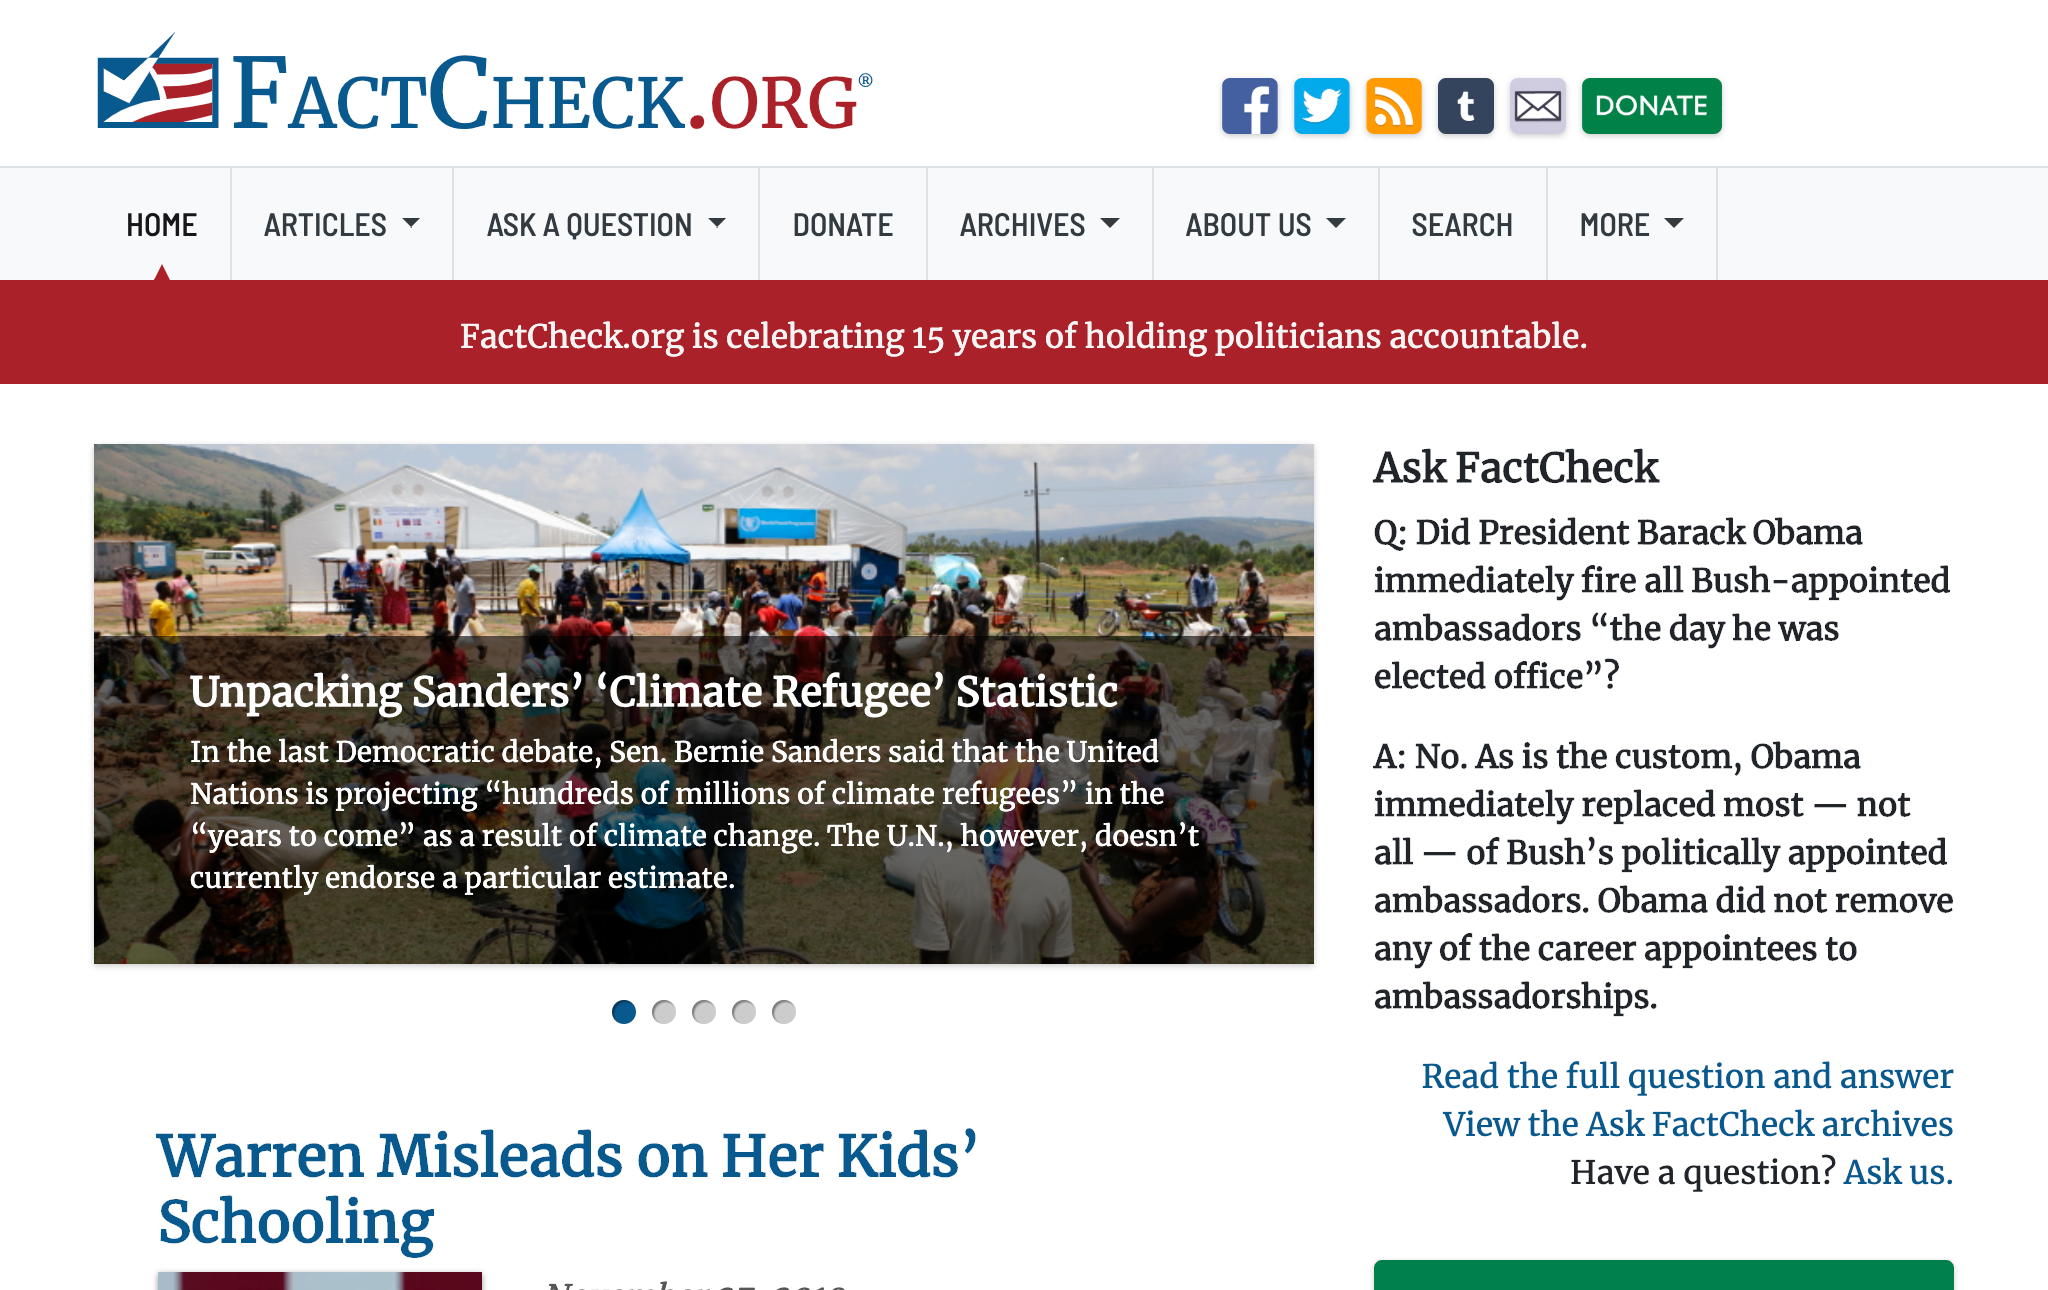 FACTCHECK.ORG®
DONATE
HOME
ARTICLES
ASK A QUESTION
DONATE
ARCHIVES
ABOUT US
SEARCH
MORE
FactCheck.org is celebrating 15 years of holding politicians accountable.
Unpacking Sanders’ ‘Climate Refugee’ Statistic
In the last Democratic debate, Sen. Bernie Sanders said that the United
Nations is projecting “hundreds of millions of climate refugees” in the
“years to come” as a result of climate change. The U.N., however, doesn’t
currently endorse a particular estimate.
Warren Misleads on Her Kids’
Schooling
Ask FactCheck
Q: Did President Barack Obama
immediately fire all Bush-appointed
ambassadors “the day he was
elected office”?
A: No. As is the custom, Obama
immediately replaced most — not
all — of Bush’s politically appointed
ambassadors. Obama did not remove
any of the career appointees to
ambassadorships.
Read the full question and answer
View the Ask FactCheck archives
Have a question? Ask us.